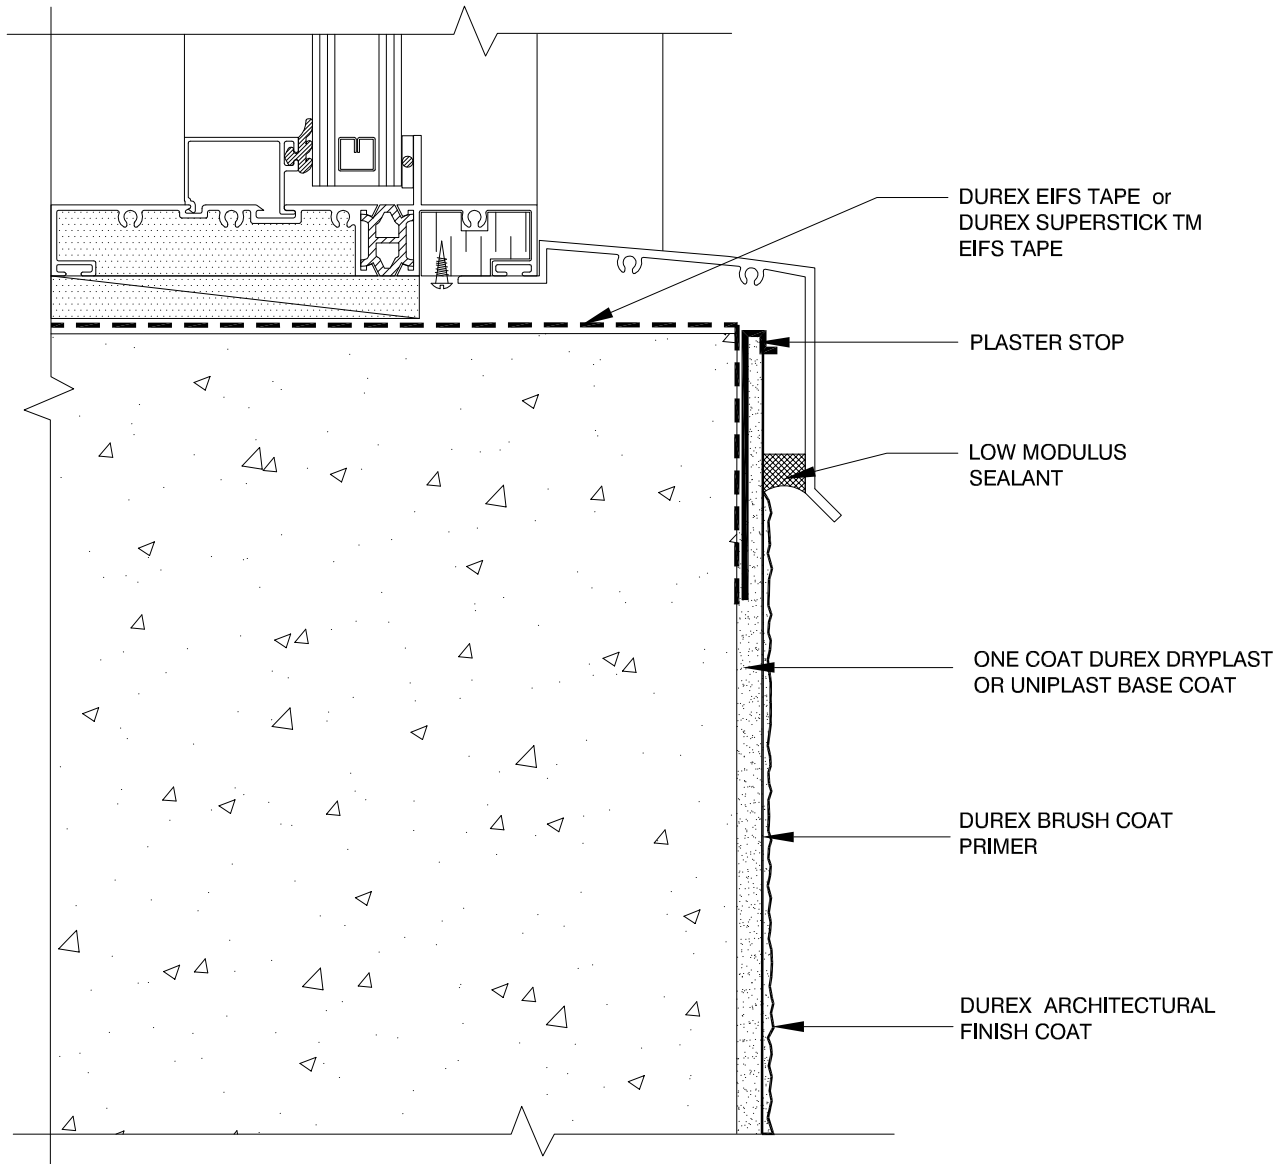 DUREX EIFS TAPE or
DUREX SUPERSTICK TM
EIFS TAPE
PLASTER STOP
LOW MODULUS
SEALANT
ONE COAT DUREX DRYPLAST
OR UNIPLAST BASE COAT
DUREX BRUSH COAT
PRIMER
DUREX ARCHITECTURAL
FINISH COAT